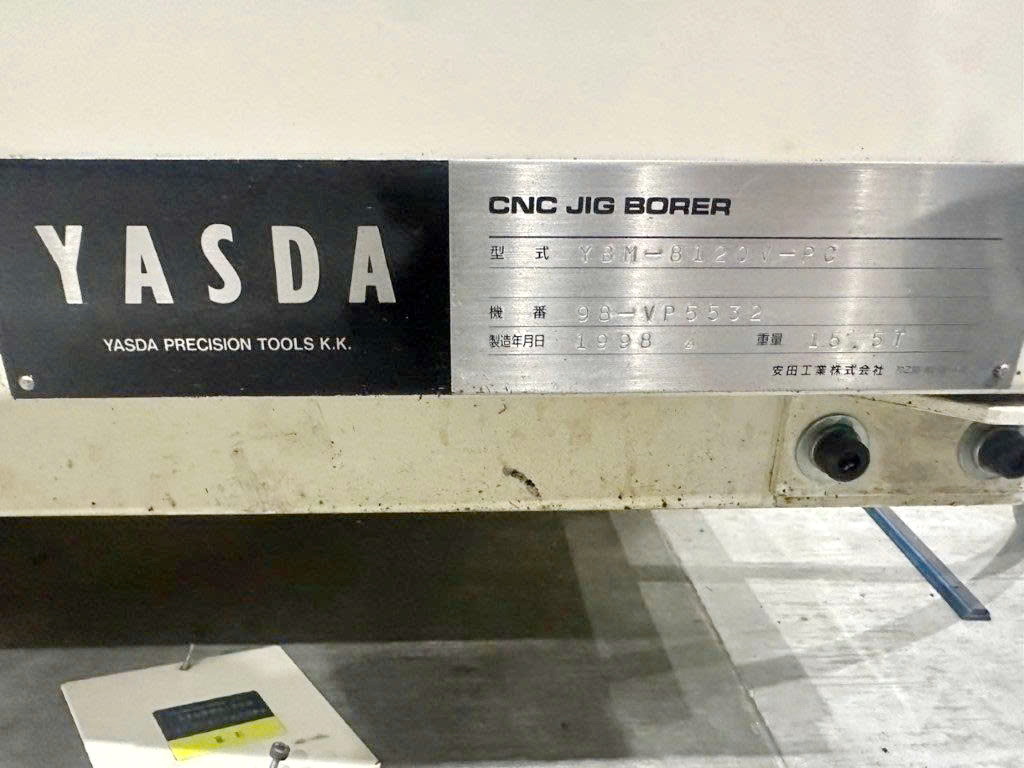 YASDA
YASDA PRECISION TOOLS K.K.
CNC JIG BORER
型式 YBM-8120V-PC
機番 98-VP5532
製造年月日 1998 重量 15.5T
安田工業株式会社